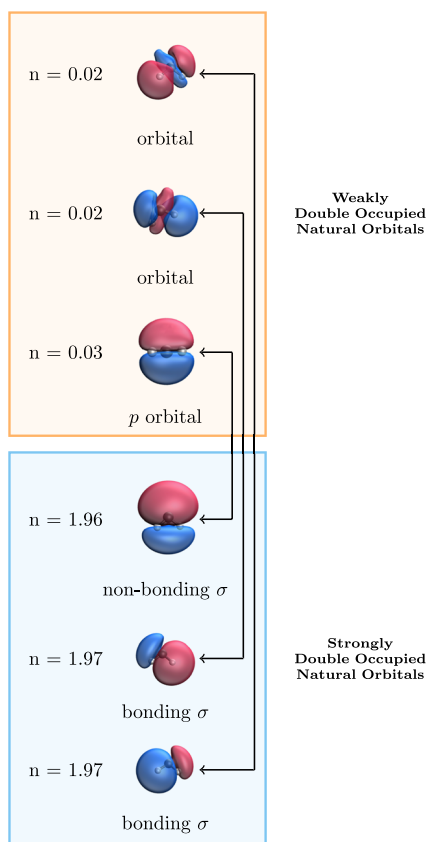 n = 0.02
orbital
n = 0.02
orbital
n = 0.03
p orbital
Weakly
Double Occupied
Natural Orbitals
n = 1.96
non-bonding σ
n = 1.97
bonding σ
n = 1.97
bonding σ
Strongly
Double Occupied
Natural Orbitals